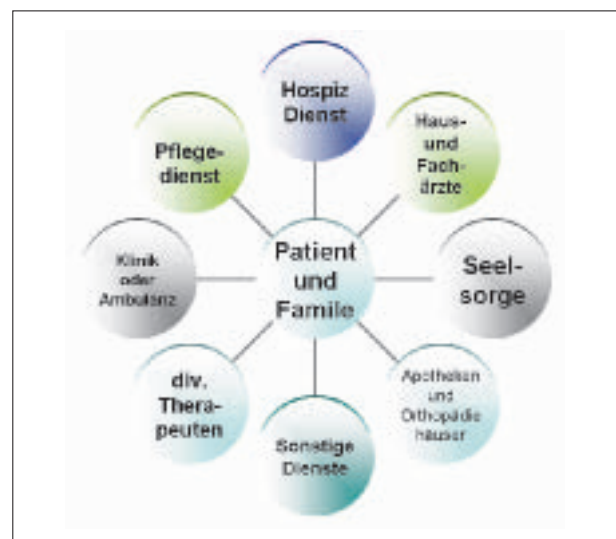 Hospiz
Dienst
Haus-
und
Fach-
ärzte
Seel-
sorge
Apotheken
und
Orthopädie
häuser
Sonstige
Dienste
div.
Thera-
peuten
Klinik
oder
Ambulanz
Pflege-
dienst
Patient
und
Famile